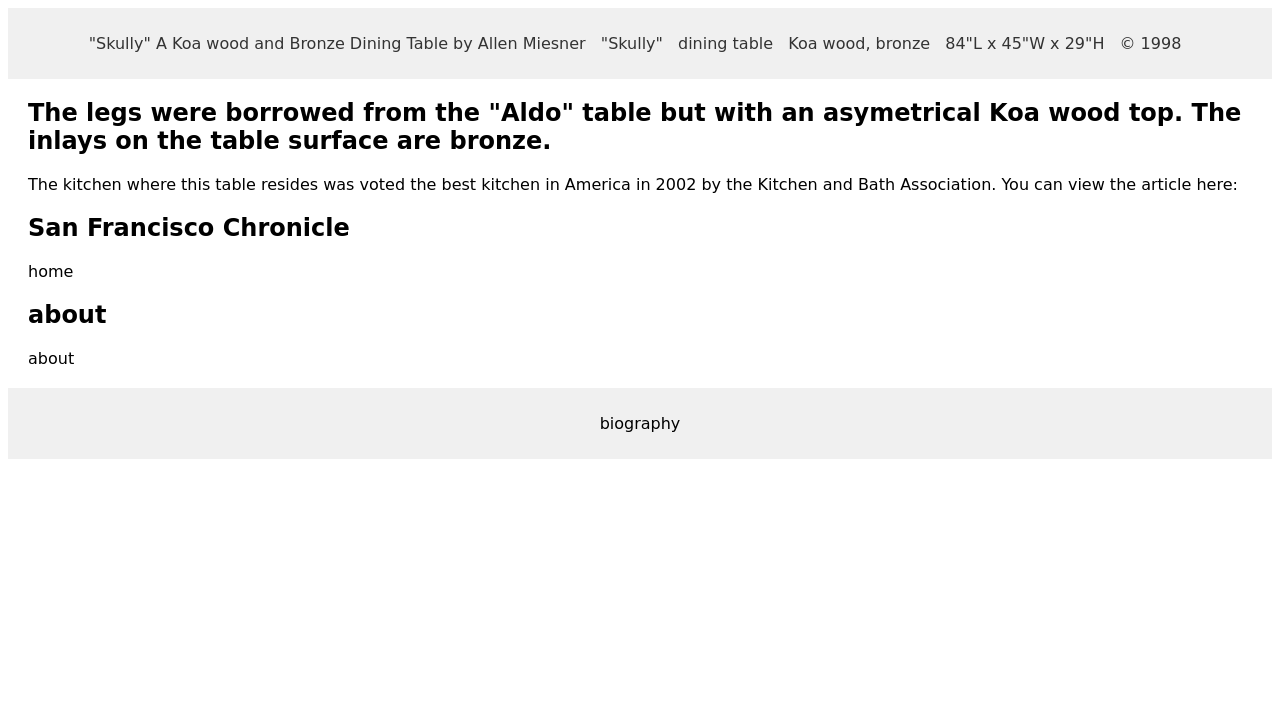 "Skully" A Koa wood and Bronze Dining Table by Allen Miesner "Skully" dining table Koa wood, bronze 84"L x 45"W x 29"H © 1998
The legs were borrowed from the "Aldo" table but with an asymetrical Koa wood top. The
inlays on the table surface are bronze.
The kitchen where this table resides was voted the best kitchen in America in 2002 by the Kitchen and Bath Association. You can view the article here:
San Francisco Chronicle
home
about
about
biography